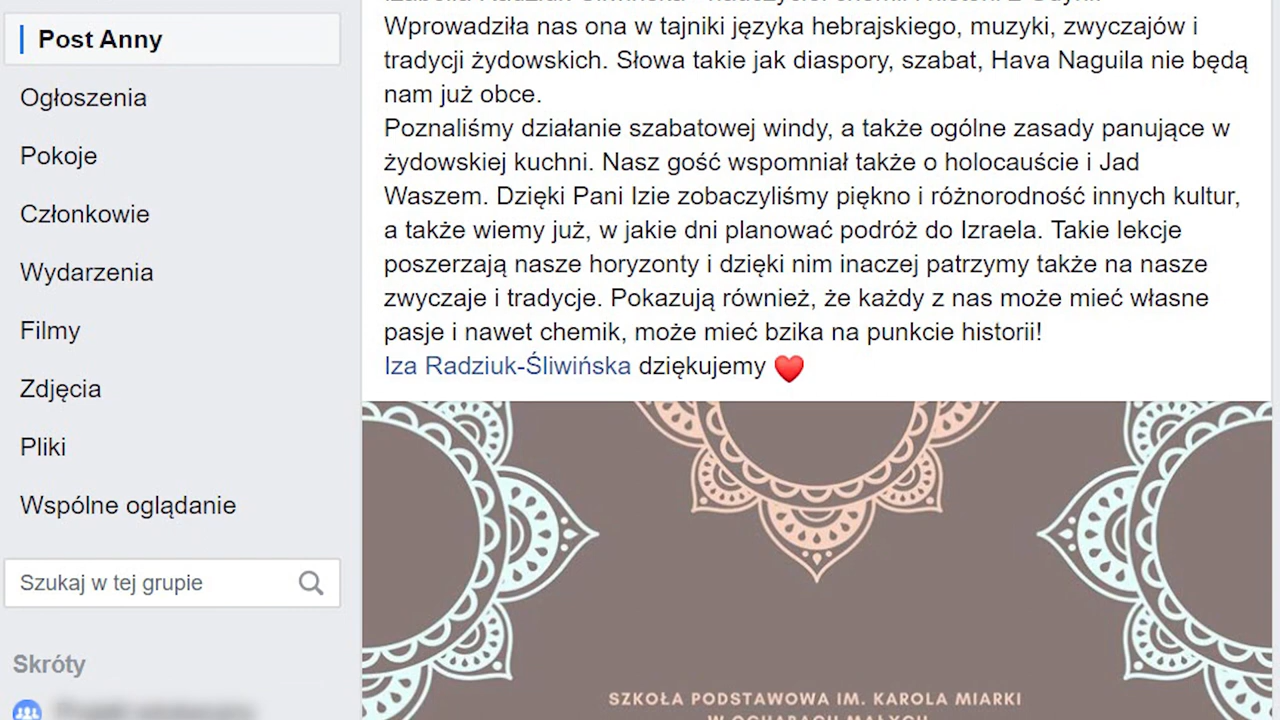 Post Anny
Ogłoszenia
Pokoje
Członkowie
Wydarzenia
Filmy
Zdjęcia
Pliki
Wspólne oglądanie
Szukaj w tej grupie
Skróty
Wprowadziła nas ona w tajniki języka hebrajskiego, muzyki, zwyczajów i
tradycji żydowskich. Słowa takie jak diaspory, szabat, Hava Naguila nie będą
nam już obce.
Poznaliśmy działanie szabatowej windy, a także ogólne zasady panujące w
żydowskiej kuchni. Nasz gość wspomniał także o holocauście i Jad
Waszem. Dzięki Pani Izie zobaczyliśmy piękno i różnorodność innych kultur,
a także wiemy już, w jakie dni planować podróż do Izraela. Takie lekcje
poszerzają nasze horyzonty i dzięki nim inaczej patrzymy także na nasze
zwyczaje i tradycje. Pokazują również, że każdy z nas może mieć własne
pasje i nawet chemik, może mieć bzika na punkcie historii!
Iza Radziuk-Śliwińska dziękujemy ❤️
SZKOŁA PODSTAWOWA IM. KAROLA MIARKI
W OCHABACH MAŁYCH